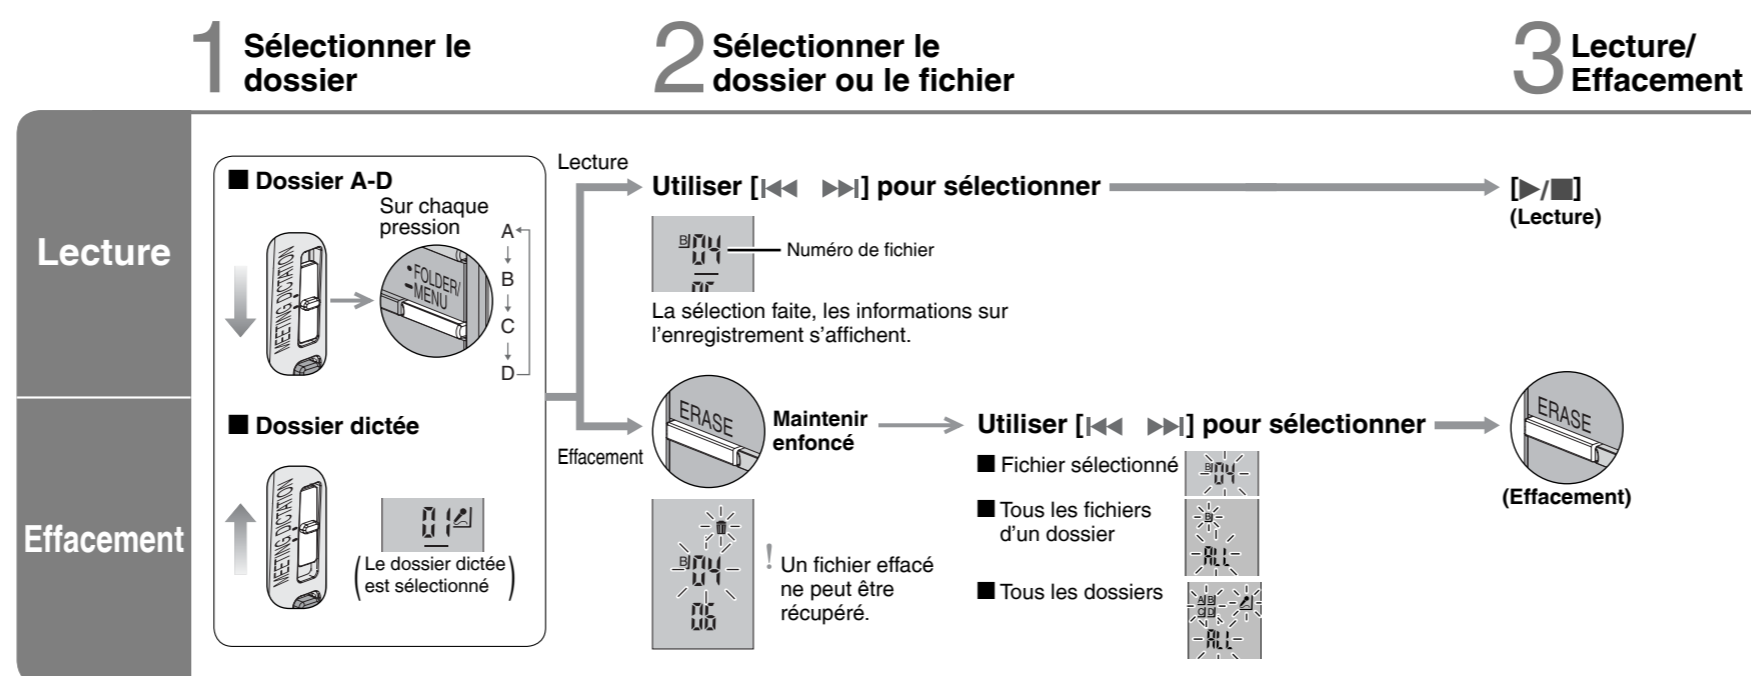 1 Sélectionner le
dossier
2 Sélectionner le
dossier ou le fichier
3 Lecture/
Effacement
Lecture
■ Dossier A-D
Sur chaque
pression
MEETING DICTATION
• FOLDER/
– MENU
A
B
C
D
■ Dossier dictée
MEETING DICTATION
01
(Le dossier dictée
est sélectionné)
Lecture
Utiliser [⏮ ⏭] pour sélectionner
B 04
Numéro de fichier
La sélection faite, les informations sur
l’enregistrement s’affichent.
[▶/■]
(Lecture)
Effacement
Effacement
ERASE
Maintenir
enfoncé
B 04
06
! Un fichier effacé
ne peut être
récupéré.
Utiliser [⏮ ⏭] pour sélectionner
■ Fichier sélectionné
B 04
■ Tous les fichiers
d’un dossier
B
ALL
■ Tous les dossiers
A B
C D
ALL
ERASE
(Effacement)